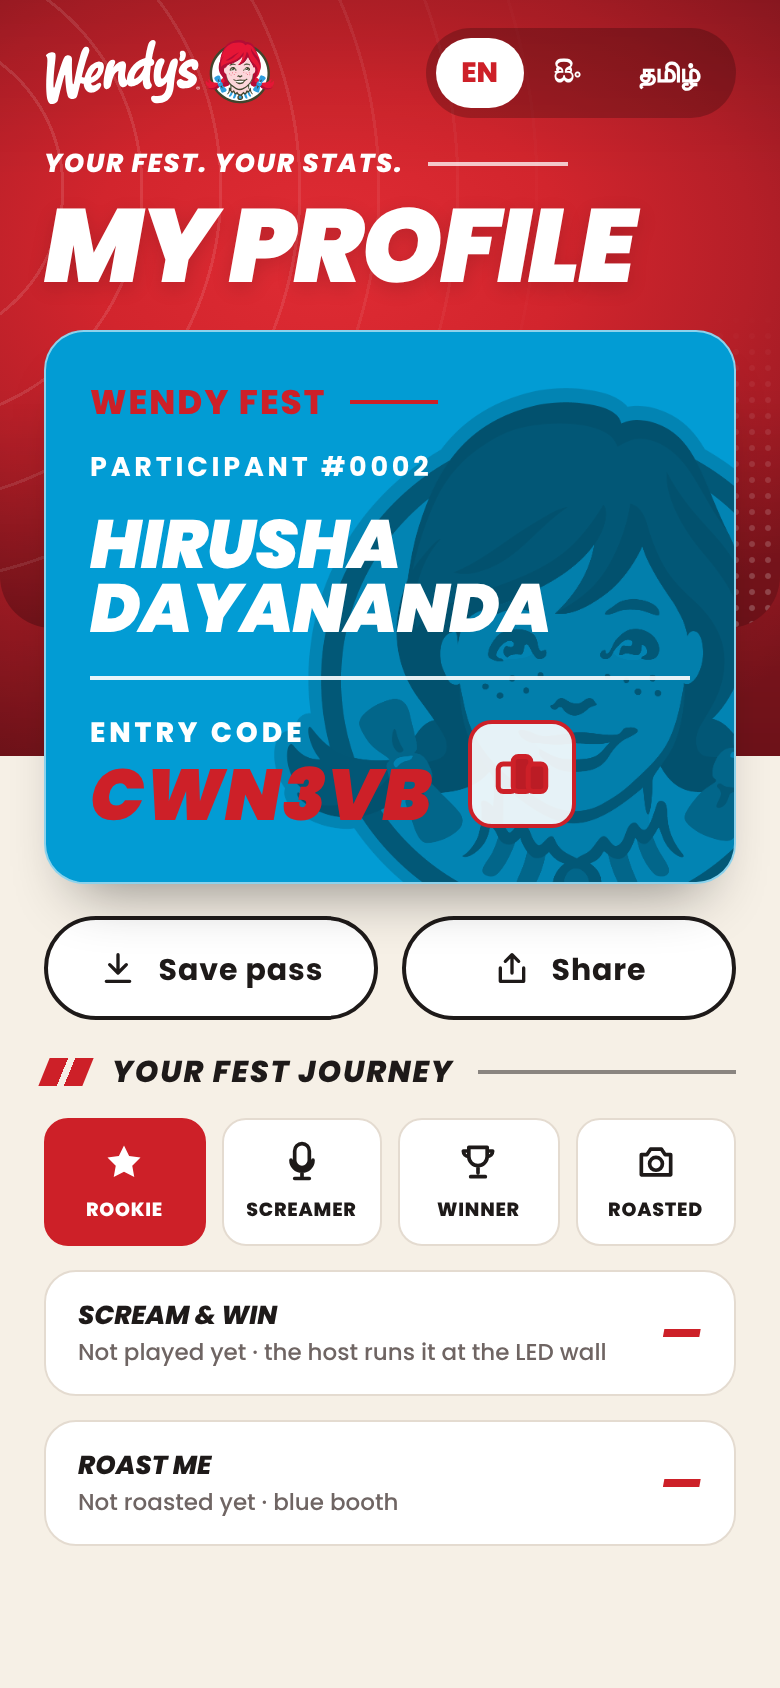 Wendy's
EN සිං தமிழ்
YOUR FEST. YOUR STATS.
MY PROFILE
WENDY FEST
PARTICIPANT #0002
HIRUSHA
DAYANANDA
ENTRY CODE
CWN3VB
Save pass Share
YOUR FEST JOURNEY
ROOKIE SCREAMER WINNER ROASTED
SCREAM & WIN
Not played yet · the host runs it at the LED wall
ROAST ME
Not roasted yet · blue booth